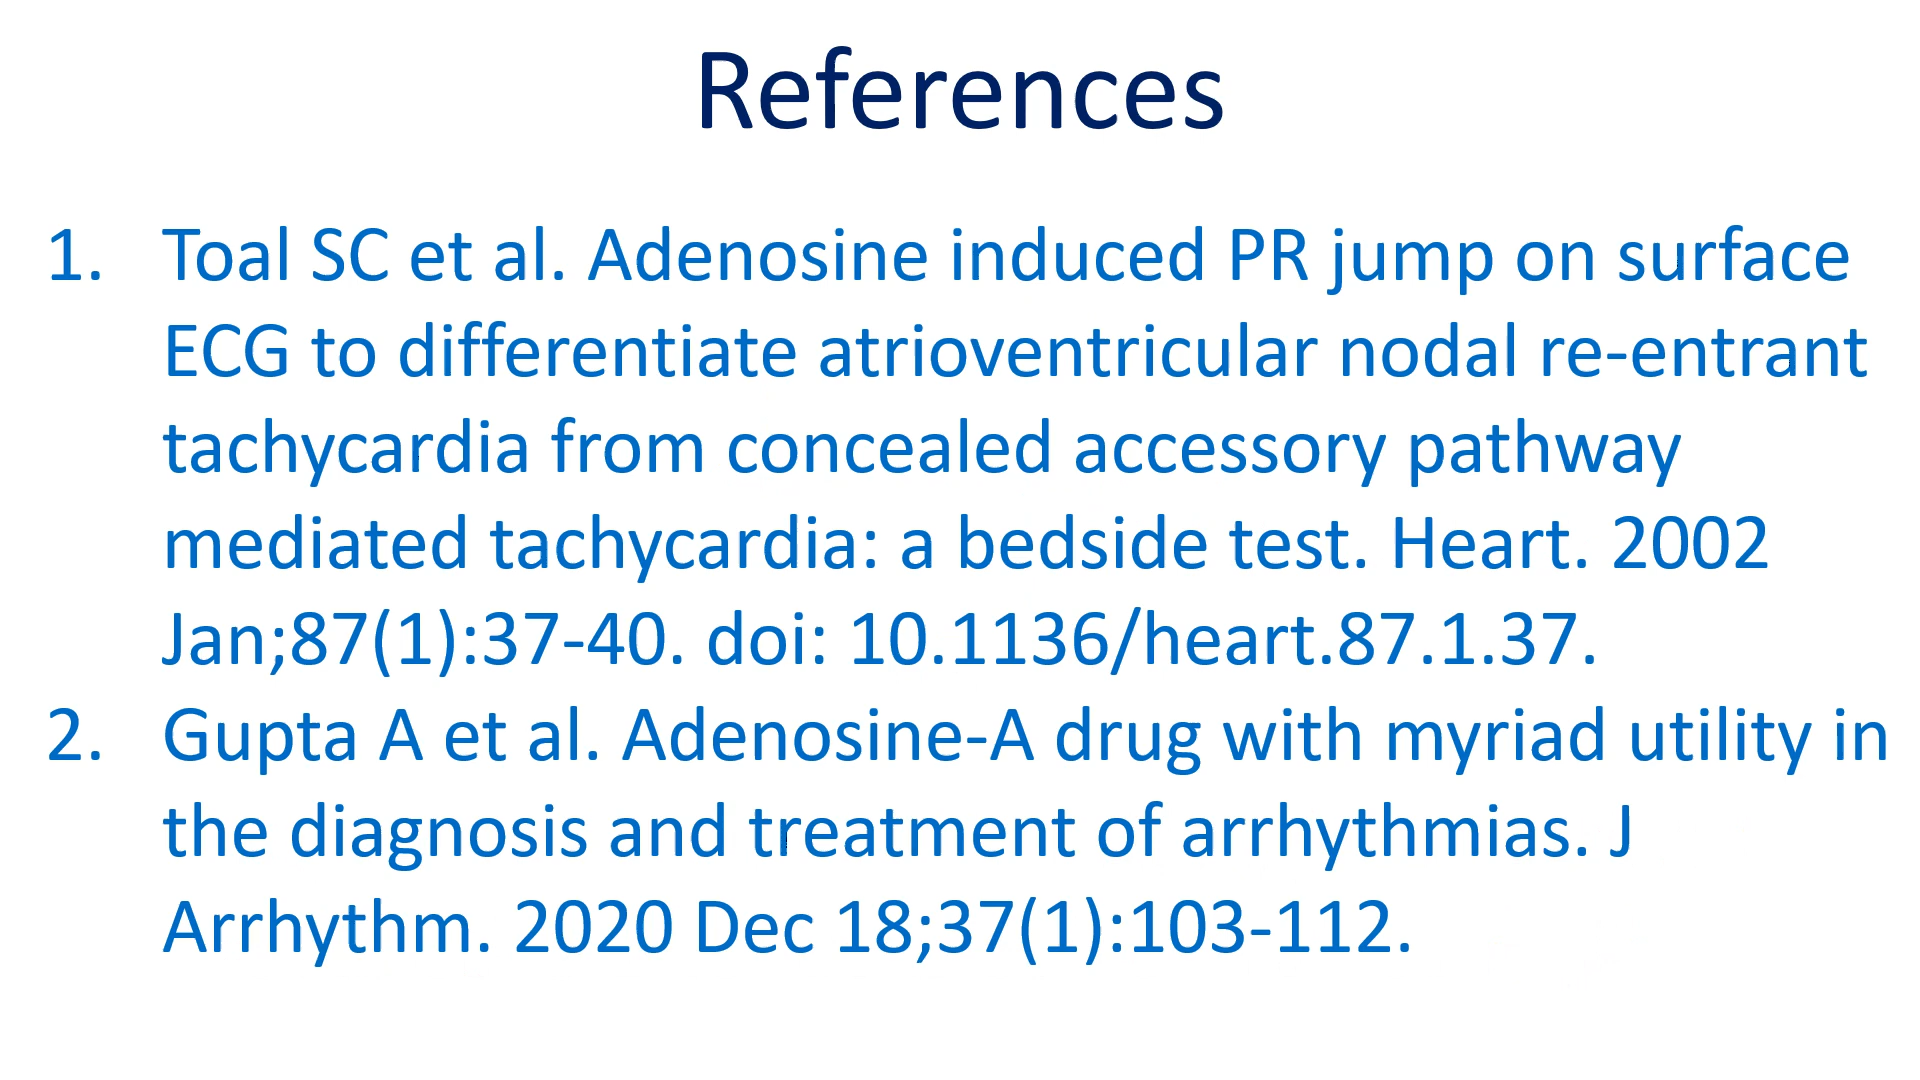 References
1. Toal SC et al. Adenosine induced PR jump on surface
ECG to differentiate atrioventricular nodal re-entrant
tachycardia from concealed accessory pathway
mediated tachycardia: a bedside test. Heart. 2002
Jan;87(1):37-40. doi: 10.1136/heart.87.1.37.
2. Gupta A et al. Adenosine-A drug with myriad utility in
the diagnosis and treatment of arrhythmias. J
Arrhythm. 2020 Dec 18;37(1):103-112.